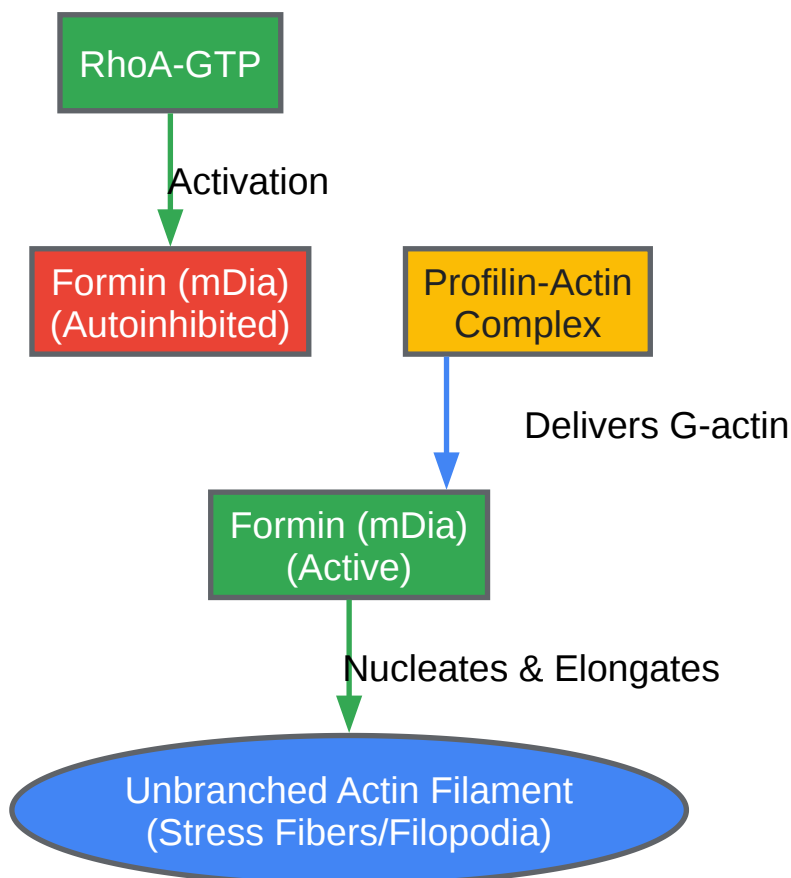 RhoA-GTP
Activation
Formin (mDia)
(Autoinhibited)
Profilin-Actin
Complex
Delivers G-actin
Formin (mDia)
(Active)
Nucleates & Elongates
Unbranched Actin Filament
(Stress Fibers/Filopodia)